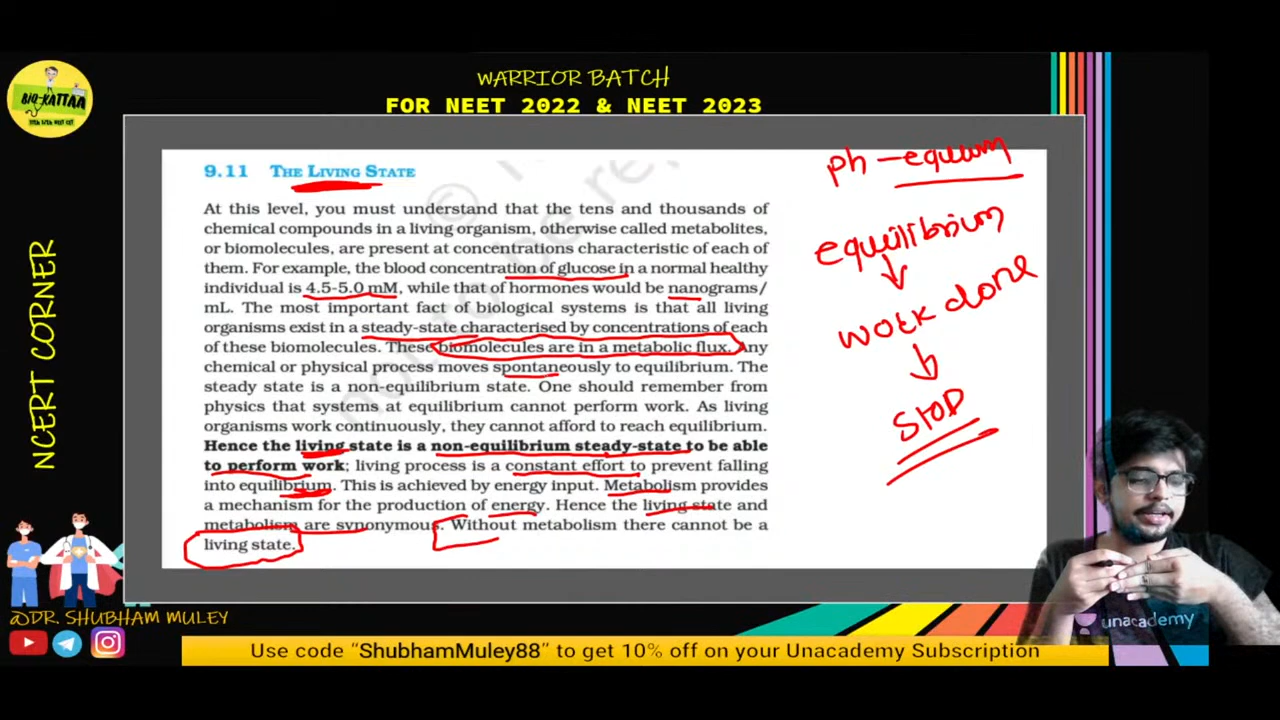 WARRIOR BATCH
FOR NEET 2022 & NEET 2023
BIO-KATTAA
NCERT CORNER
9.11 THE LIVING STATE
At this level, you must understand that the tens and thousands of
chemical compounds in a living organism, otherwise called metabolites,
or biomolecules, are present at concentrations characteristic of each of
them. For example, the blood concentration of glucose in a normal healthy
individual is 4.5-5.0 mM, while that of hormones would be nanograms/
mL. The most important fact of biological systems is that all living
organisms exist in a steady-state characterised by concentrations of each
of these biomolecules. These biomolecules are in a metabolic flux. Any
chemical or physical process moves spontaneously to equilibrium. The
steady state is a non-equilibrium state. One should remember from
physics that systems at equilibrium cannot perform work. As living
organisms work continuously, they cannot afford to reach equilibrium.
Hence the living state is a non-equilibrium steady-state to be able
to perform work; living process is a constant effort to prevent falling
into equilibrium. This is achieved by energy input. Metabolism provides
a mechanism for the production of energy. Hence the living state and
metabolism are synonymous. Without metabolism there cannot be a
living state.
ph -
equilibrium
work done
STOP
@DR. SHUBHAM MULEY
unacademy
Use code "ShubhamMuley88" to get 10% off on your Unacademy Subscription